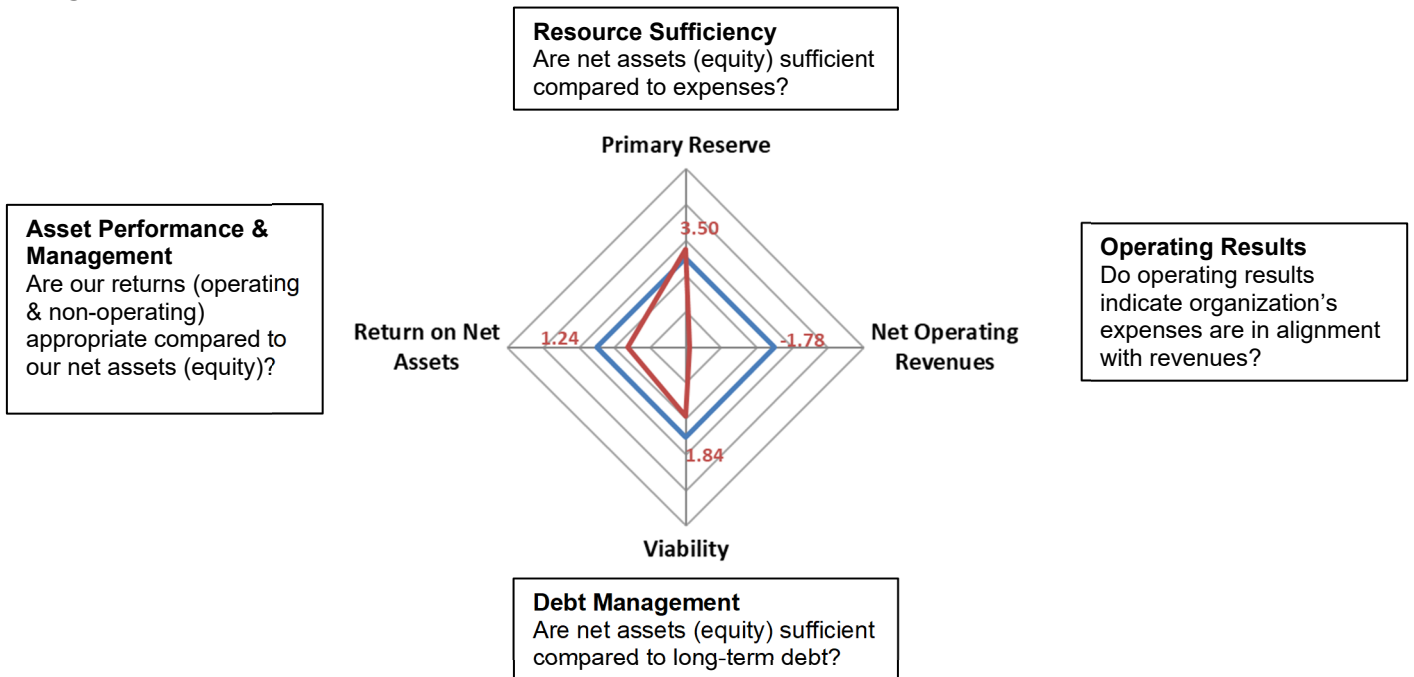 Resource Sufficiency
Are net assets (equity) sufficient
compared to expenses?
Primary Reserve
3.50
Asset Performance &
Management
Are our returns (operating
& non-operating)
appropriate compared to
our net assets (equity)?
Return on Net
Assets
1.24
-1.78
Net Operating
Revenues
Operating Results
Do operating results
indicate organization's
expenses are in alignment
with revenues?
1.84
Viability
Debt Management
Are net assets (equity) sufficient
compared to long-term debt?